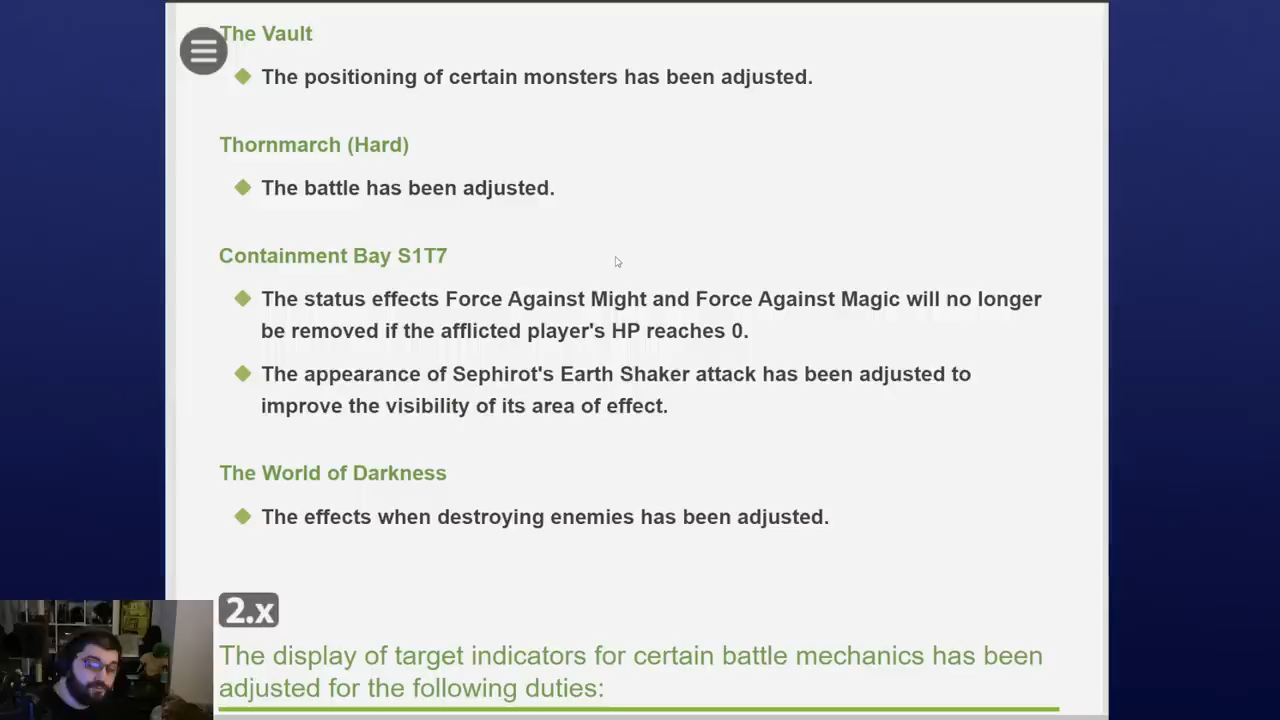 The Vault
The positioning of certain monsters has been adjusted.
Thornmarch (Hard)
The battle has been adjusted.
Containment Bay S1T7
The status effects Force Against Might and Force Against Magic will no longer
be removed if the afflicted player's HP reaches 0.
The appearance of Sephirot's Earth Shaker attack has been adjusted to
improve the visibility of its area of effect.
The World of Darkness
The effects when destroying enemies has been adjusted.
2.x
The display of target indicators for certain battle mechanics has been
adjusted for the following duties: